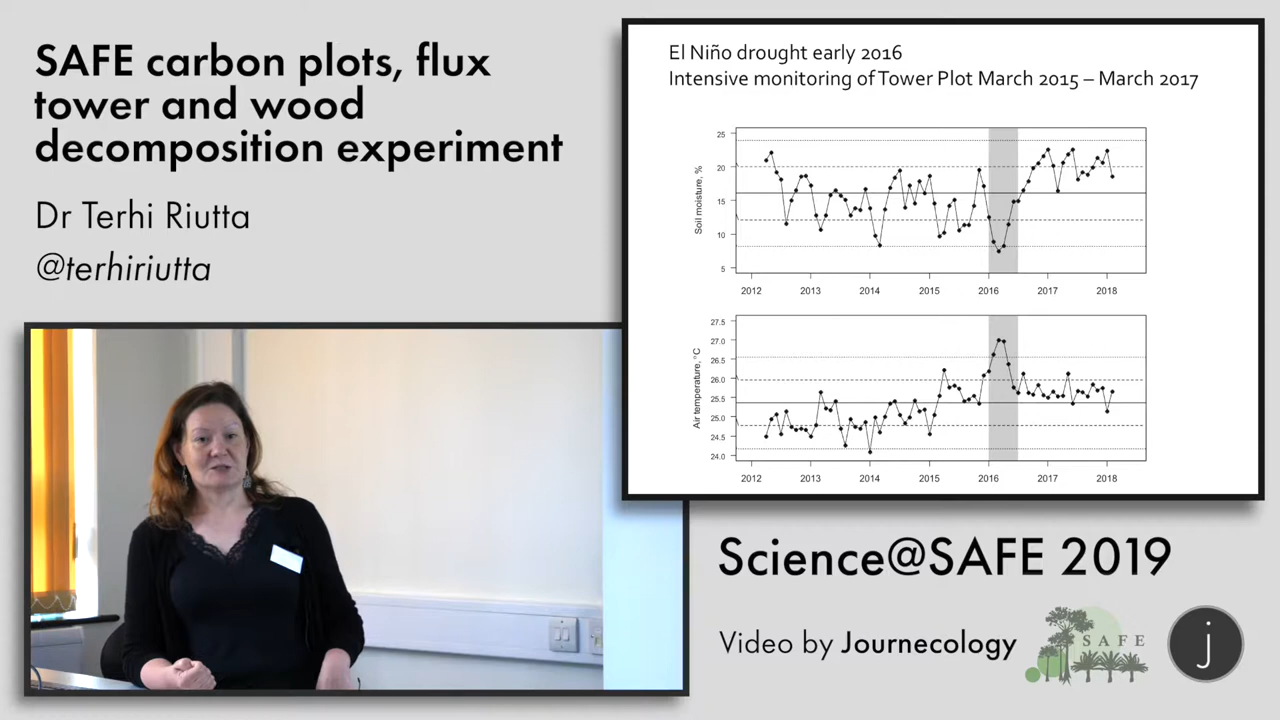 SAFE carbon plots, flux
tower and wood
decomposition experiment
Dr Terhi Riutta
@terhiriutta
El Niño drought early 2016
Intensive monitoring of Tower Plot March 2015 – March 2017
Soil moisture, %
25
20
15
10
5
2012 2013 2014 2015 2016 2017 2018
Air temperature, °C
27.5
27.0
26.5
26.0
25.5
25.0
24.5
24.0
2012 2013 2014 2015 2016 2017 2018
Science@SAFE 2019
Video by Journecology
SAFE
j